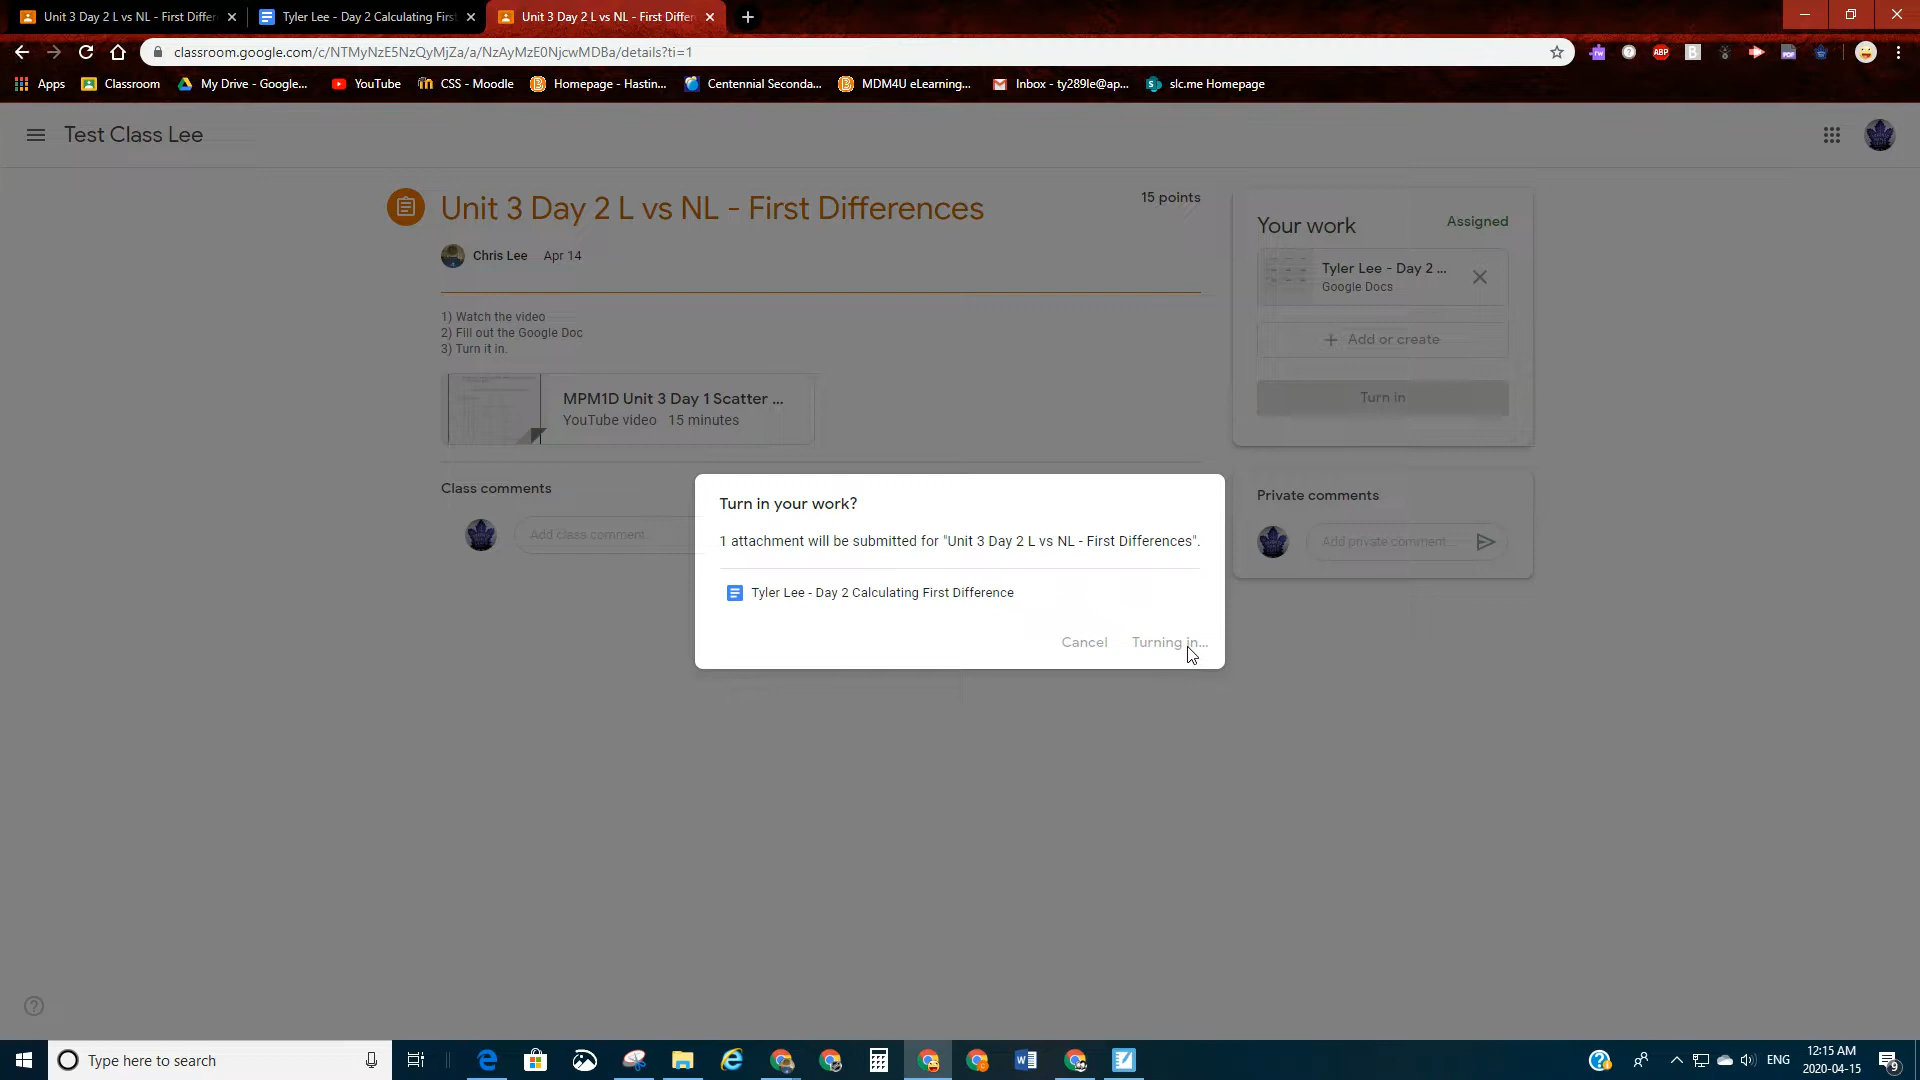 Unit 3 Day 2 L vs NL - First Differ
Tyler Lee - Day 2 Calculating First
Unit 3 Day 2 L vs NL - First Differ
classroom.google.com/c/NTMyNzE5NzQyMjZa/a/NzAyMzE0NjcwMDBa/details?ti=1
Apps
Classroom
My Drive - Google...
YouTube
CSS - Moodle
Homepage - Hastin...
Centennial Seconda...
MDM4U eLearning...
Inbox - ty289le@ap...
slc.me Homepage
Test Class Lee
Unit 3 Day 2 L vs NL - First Differences
15 points
Chris Lee Apr 14
1) Watch the video
2) Fill out the Google Doc
3) Turn it in.
MPM1D Unit 3 Day 1 Scatter ...
YouTube video 15 minutes
Class comments
Add class comment.
Your work
Assigned
Tyler Lee - Day 2 ...
Google Docs
Add or create
Turn in
Private comments
Add private comment...
Turn in your work?
1 attachment will be submitted for "Unit 3 Day 2 L vs NL - First Differences".
Tyler Lee - Day 2 Calculating First Difference
Cancel
Turning in...
Type here to search
ENG
12:15 AM
2020-04-15
9